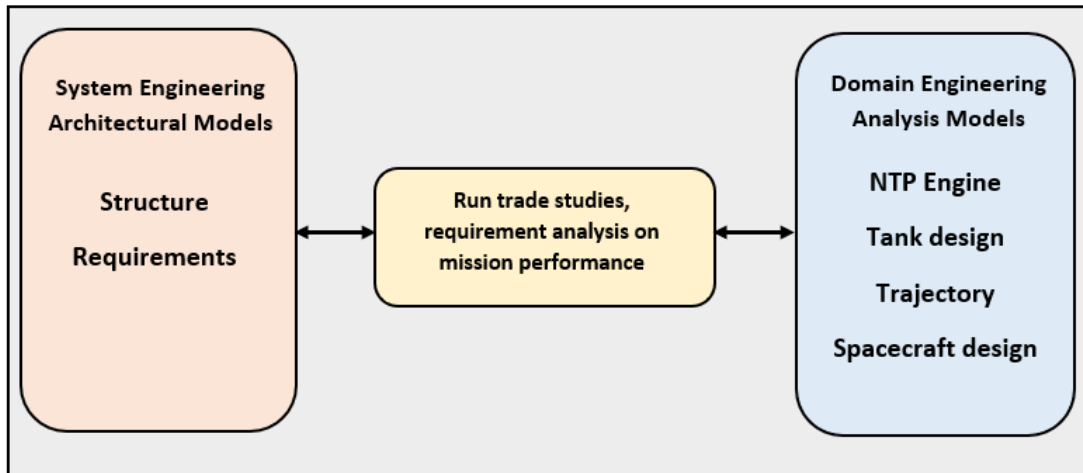 System Engineering
Architectural Models
Structure
Requirements
Run trade studies,
requirement analysis on
mission performance
Domain Engineering
Analysis Models
NTP Engine
Tank design
Trajectory
Spacecraft design